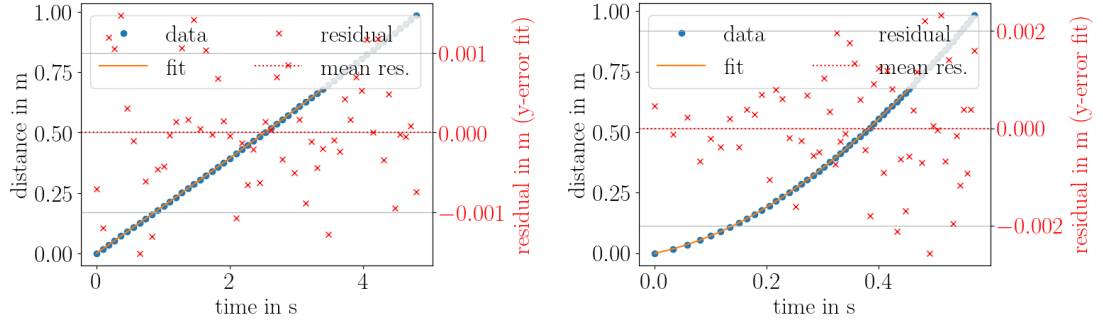 1.00
0.75
0.50
0.25
0.00
distance in m
0
2
4
time in s
data
fit
residual
mean res.
0.001
0.000
−0.001
residual in m (y-error fit)
1.00
0.75
0.50
0.25
0.00
distance in m
0.0
0.2
0.4
time in s
data
fit
residual
mean res.
0.002
0.000
−0.002
residual in m (y-error fit)